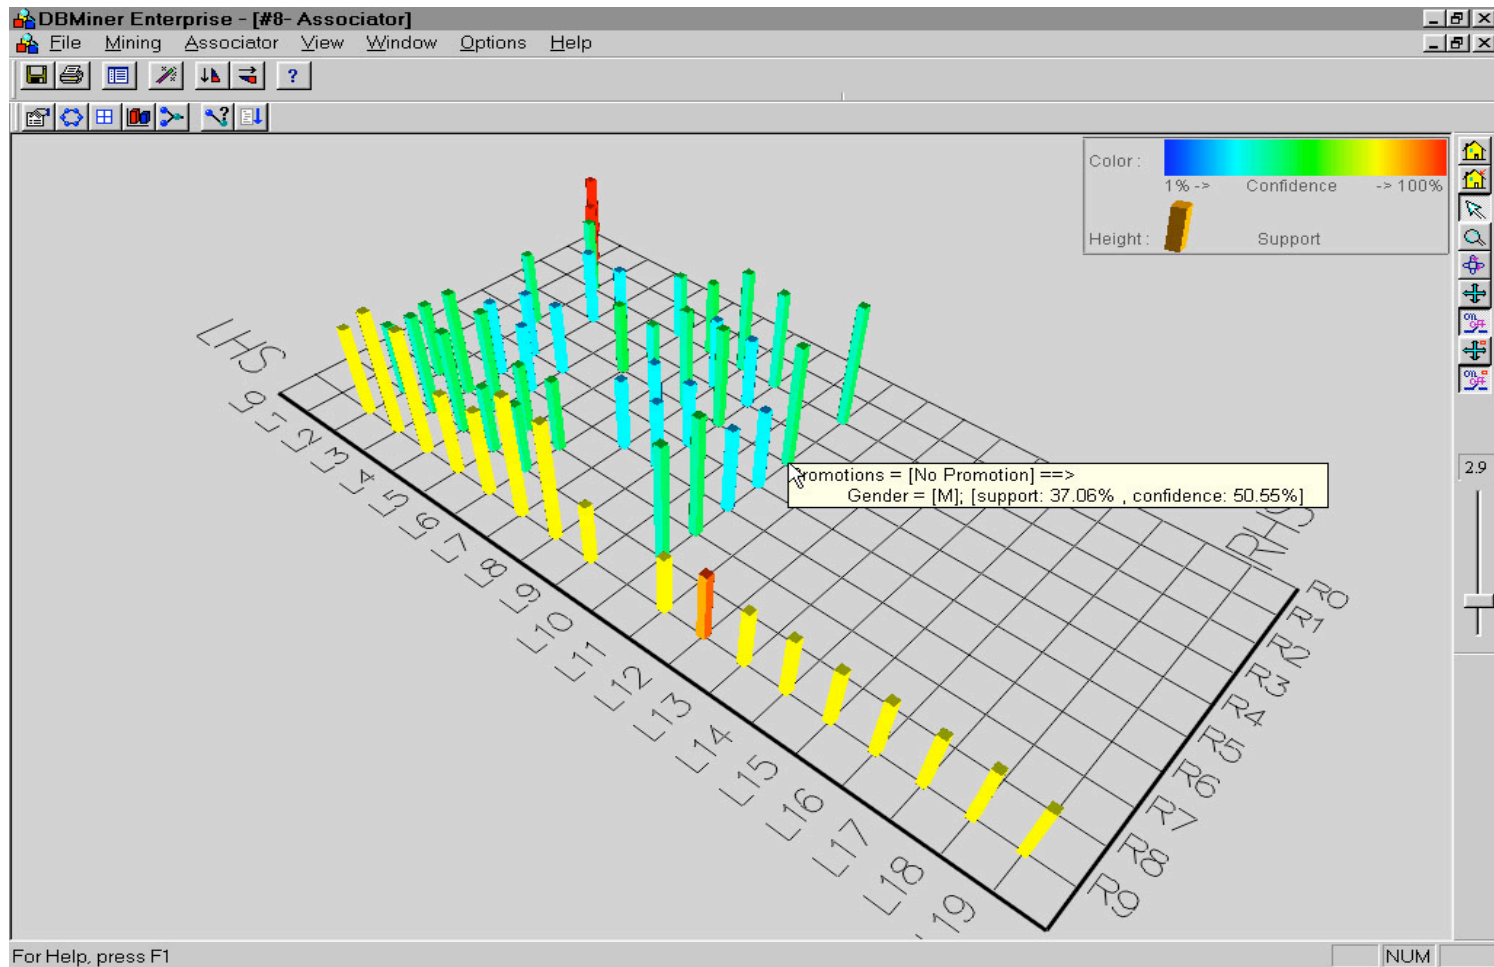 DBMiner Enterprise - [#8- Associator]
File Mining Associator View Window Options Help
Color :
1% -> Confidence -> 100%
Height : Support
LHS
L0
L1
L2
L3
L4
L5
L6
L7
L8
L9
L10
L11
L12
L13
L14
L15
L16
L17
L18
L19
romotions = [No Promotion] ==>
Gender = [M]; [support: 37.06% , confidence: 50.55%]
RHS
R0
R1
R2
R3
R4
R5
R6
R7
R8
R9
2.9
For Help, press F1
NUM